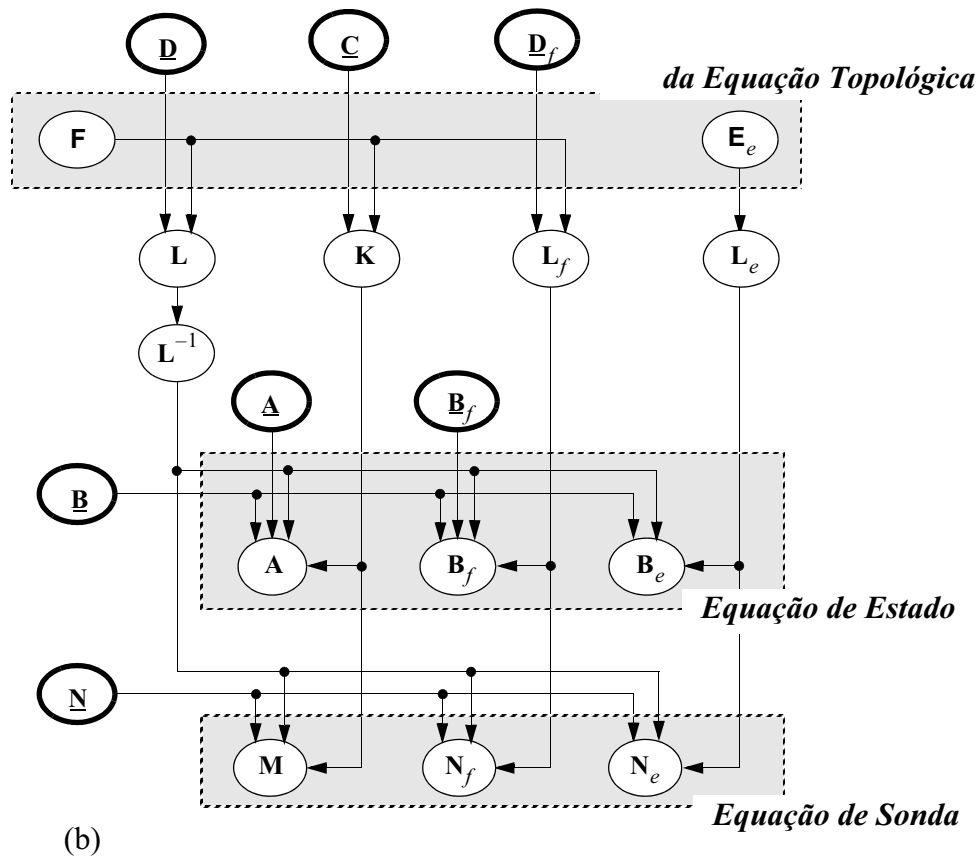 D C D_f
da Equação Topológica
F E_e
L K L_f L_e
L^{-1}
A B_f
B
A B_f B_e
Equação de Estado
N
M N_f N_e
Equação de Sonda
(b)